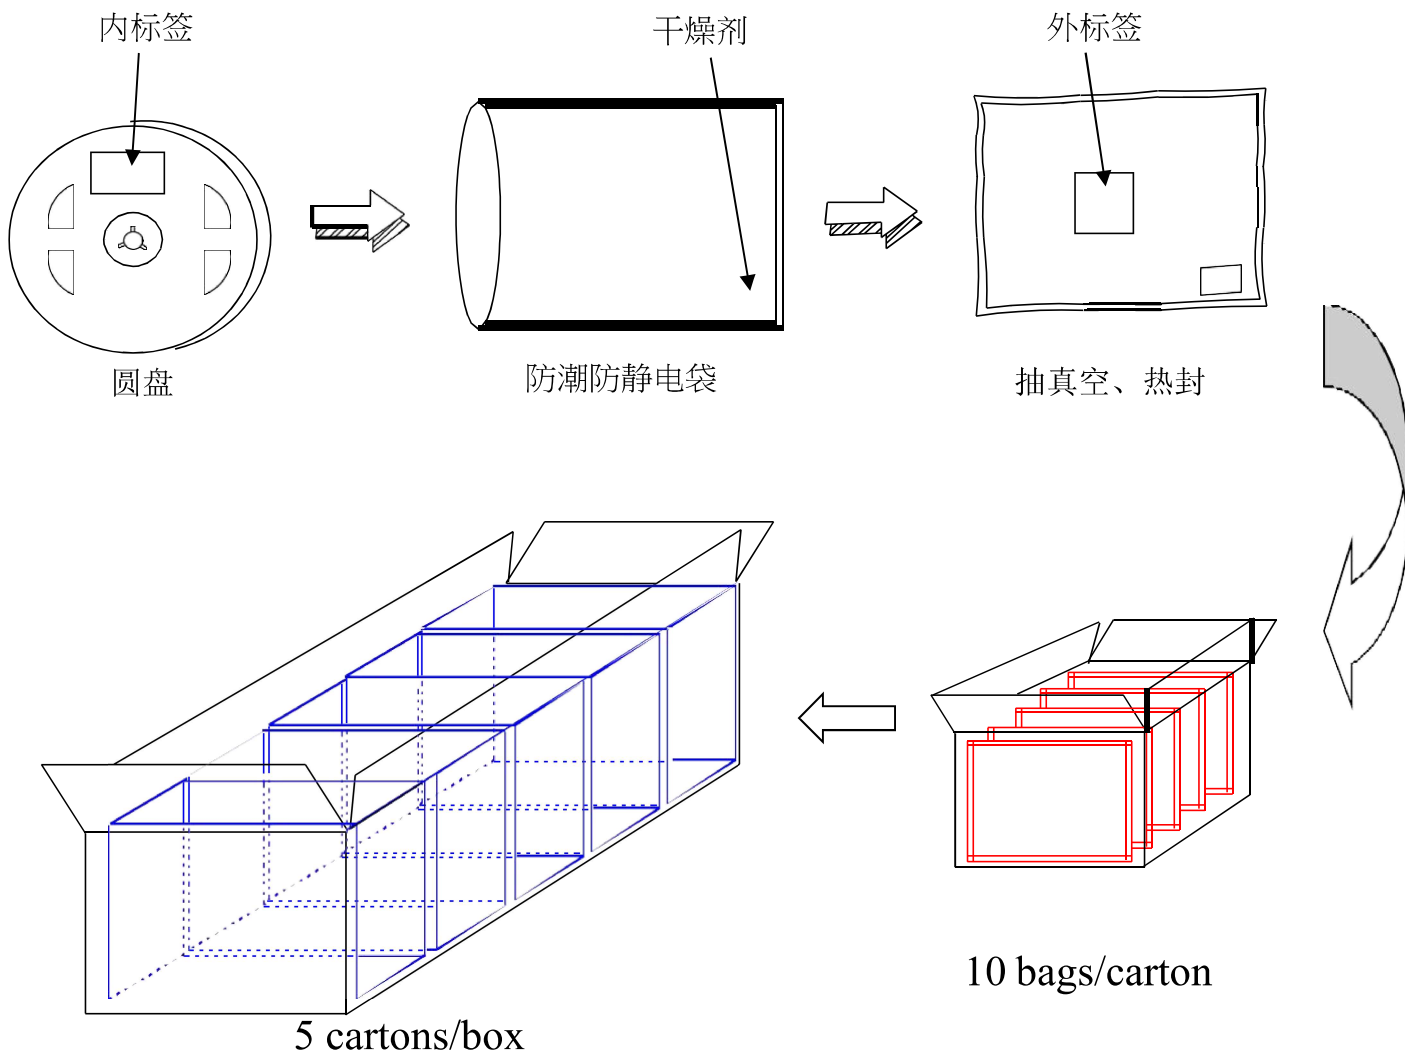 内标签
干燥剂
外标签
圆盘
防潮防静电袋
抽真空、热封
10 bags/carton
5 cartons/box